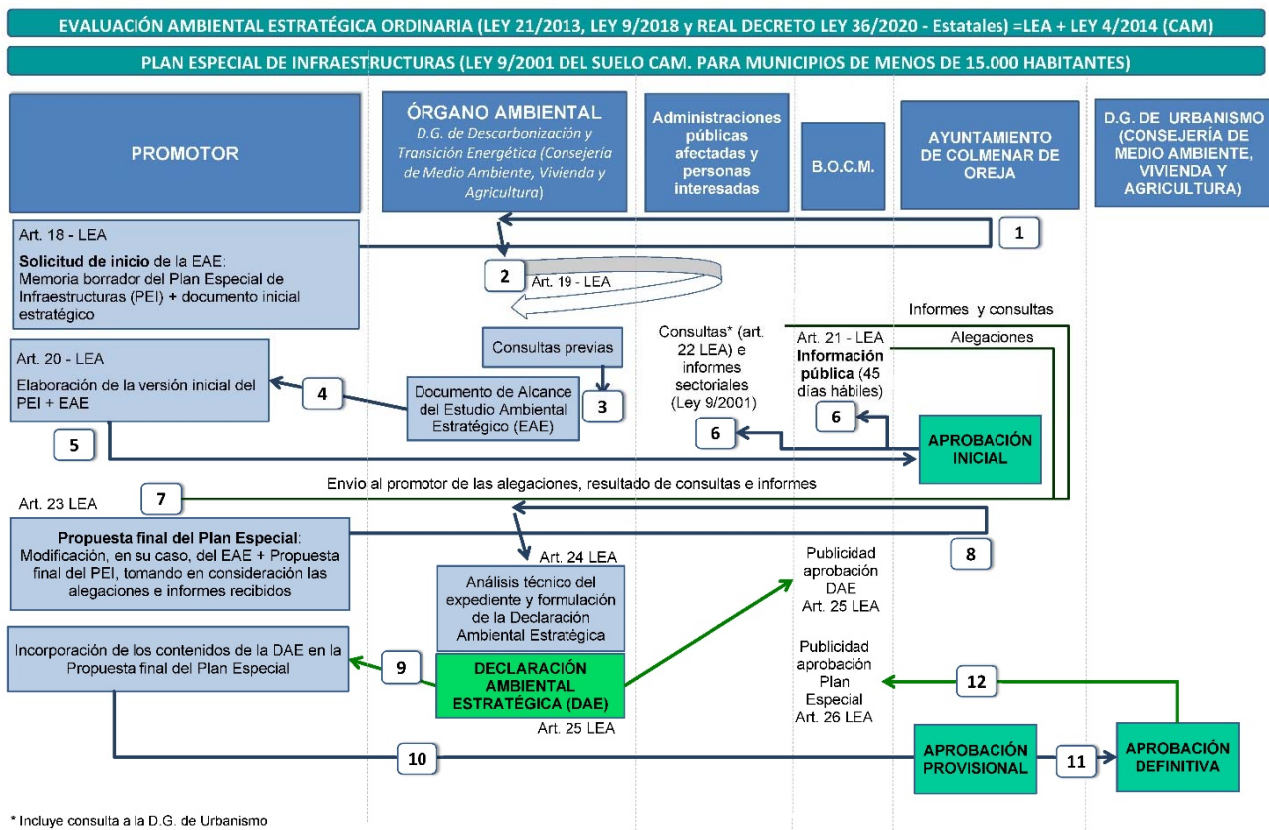 EVALUACIÓN AMBIENTAL ESTRATÉGICA ORDINARIA (LEY 21/2013, LEY 9/2018 y REAL DECRETO LEY 36/2020 - Estatales) =LEA + LEY 4/2014 (CAM)
PLAN ESPECIAL DE INFRAESTRUCTURAS (LEY 9/2001 DEL SUELO CAM. PARA MUNICIPIOS DE MENOS DE 15.000 HABITANTES)
PROMOTOR
ÓRGANO AMBIENTAL
D.G. de Descarbonización y
Transición Energética (Consejería
de Medio Ambiente, Vivienda y
Agricultura)
Administraciones
públicas
afectadas y
personas
interesadas
B.O.C.M.
AYUNTAMIENTO
DE COLMENAR DE
OREJA
D.G. DE URBANISMO
(CONSEJERÍA DE
MEDIO AMBIENTE,
VIVIENDA Y
AGRICULTURA)
Art. 18 - LEA
Solicitud de inicio de la EAE:
Memoria borrador del Plan Especial de
Infraestructuras (PEI) + documento inicial
estratégico
1
2
Art. 19 - LEA
Informes y consultas
Alegaciones
Consultas previas
Consultas* (art.
22 LEA) e
informes
sectoriales
(Ley 9/2001)
Art. 21 - LEA
Información
pública (45
días hábiles)
Art. 20 - LEA
Elaboración de la versión inicial del
PEI + EAE
4
Documento de Alcance
del Estudio Ambiental
Estratégico (EAE)
3
6
6
5
APROBACIÓN
INICIAL
Envio al promotor de las alegaciones, resultado de consultas e informes
7
Art. 23 LEA
Propuesta final del Plan Especial:
Modificación, en su caso, del EAE + Propuesta
final del PEI, tomando en consideración las
alegaciones e informes recibidos
8
Art. 24 LEA
Análisis técnico del
expediente y formulación
de la Declaración
Ambiental Estratégica
Publicidad
aprobación
DAE
Art. 25 LEA
Incorporación de los contenidos de la DAE en la
Propuesta final del Plan Especial
9
DECLARACIÓN
AMBIENTAL
ESTRATÉGICA (DAE)
Art. 25 LEA
Publicidad
aprobación
Plan
Especial
Art. 26 LEA
12
10
APROBACIÓN
PROVISIONAL
11
APROBACIÓN
DEFINITIVA
* Incluye consulta a la D.G. de Urbanismo